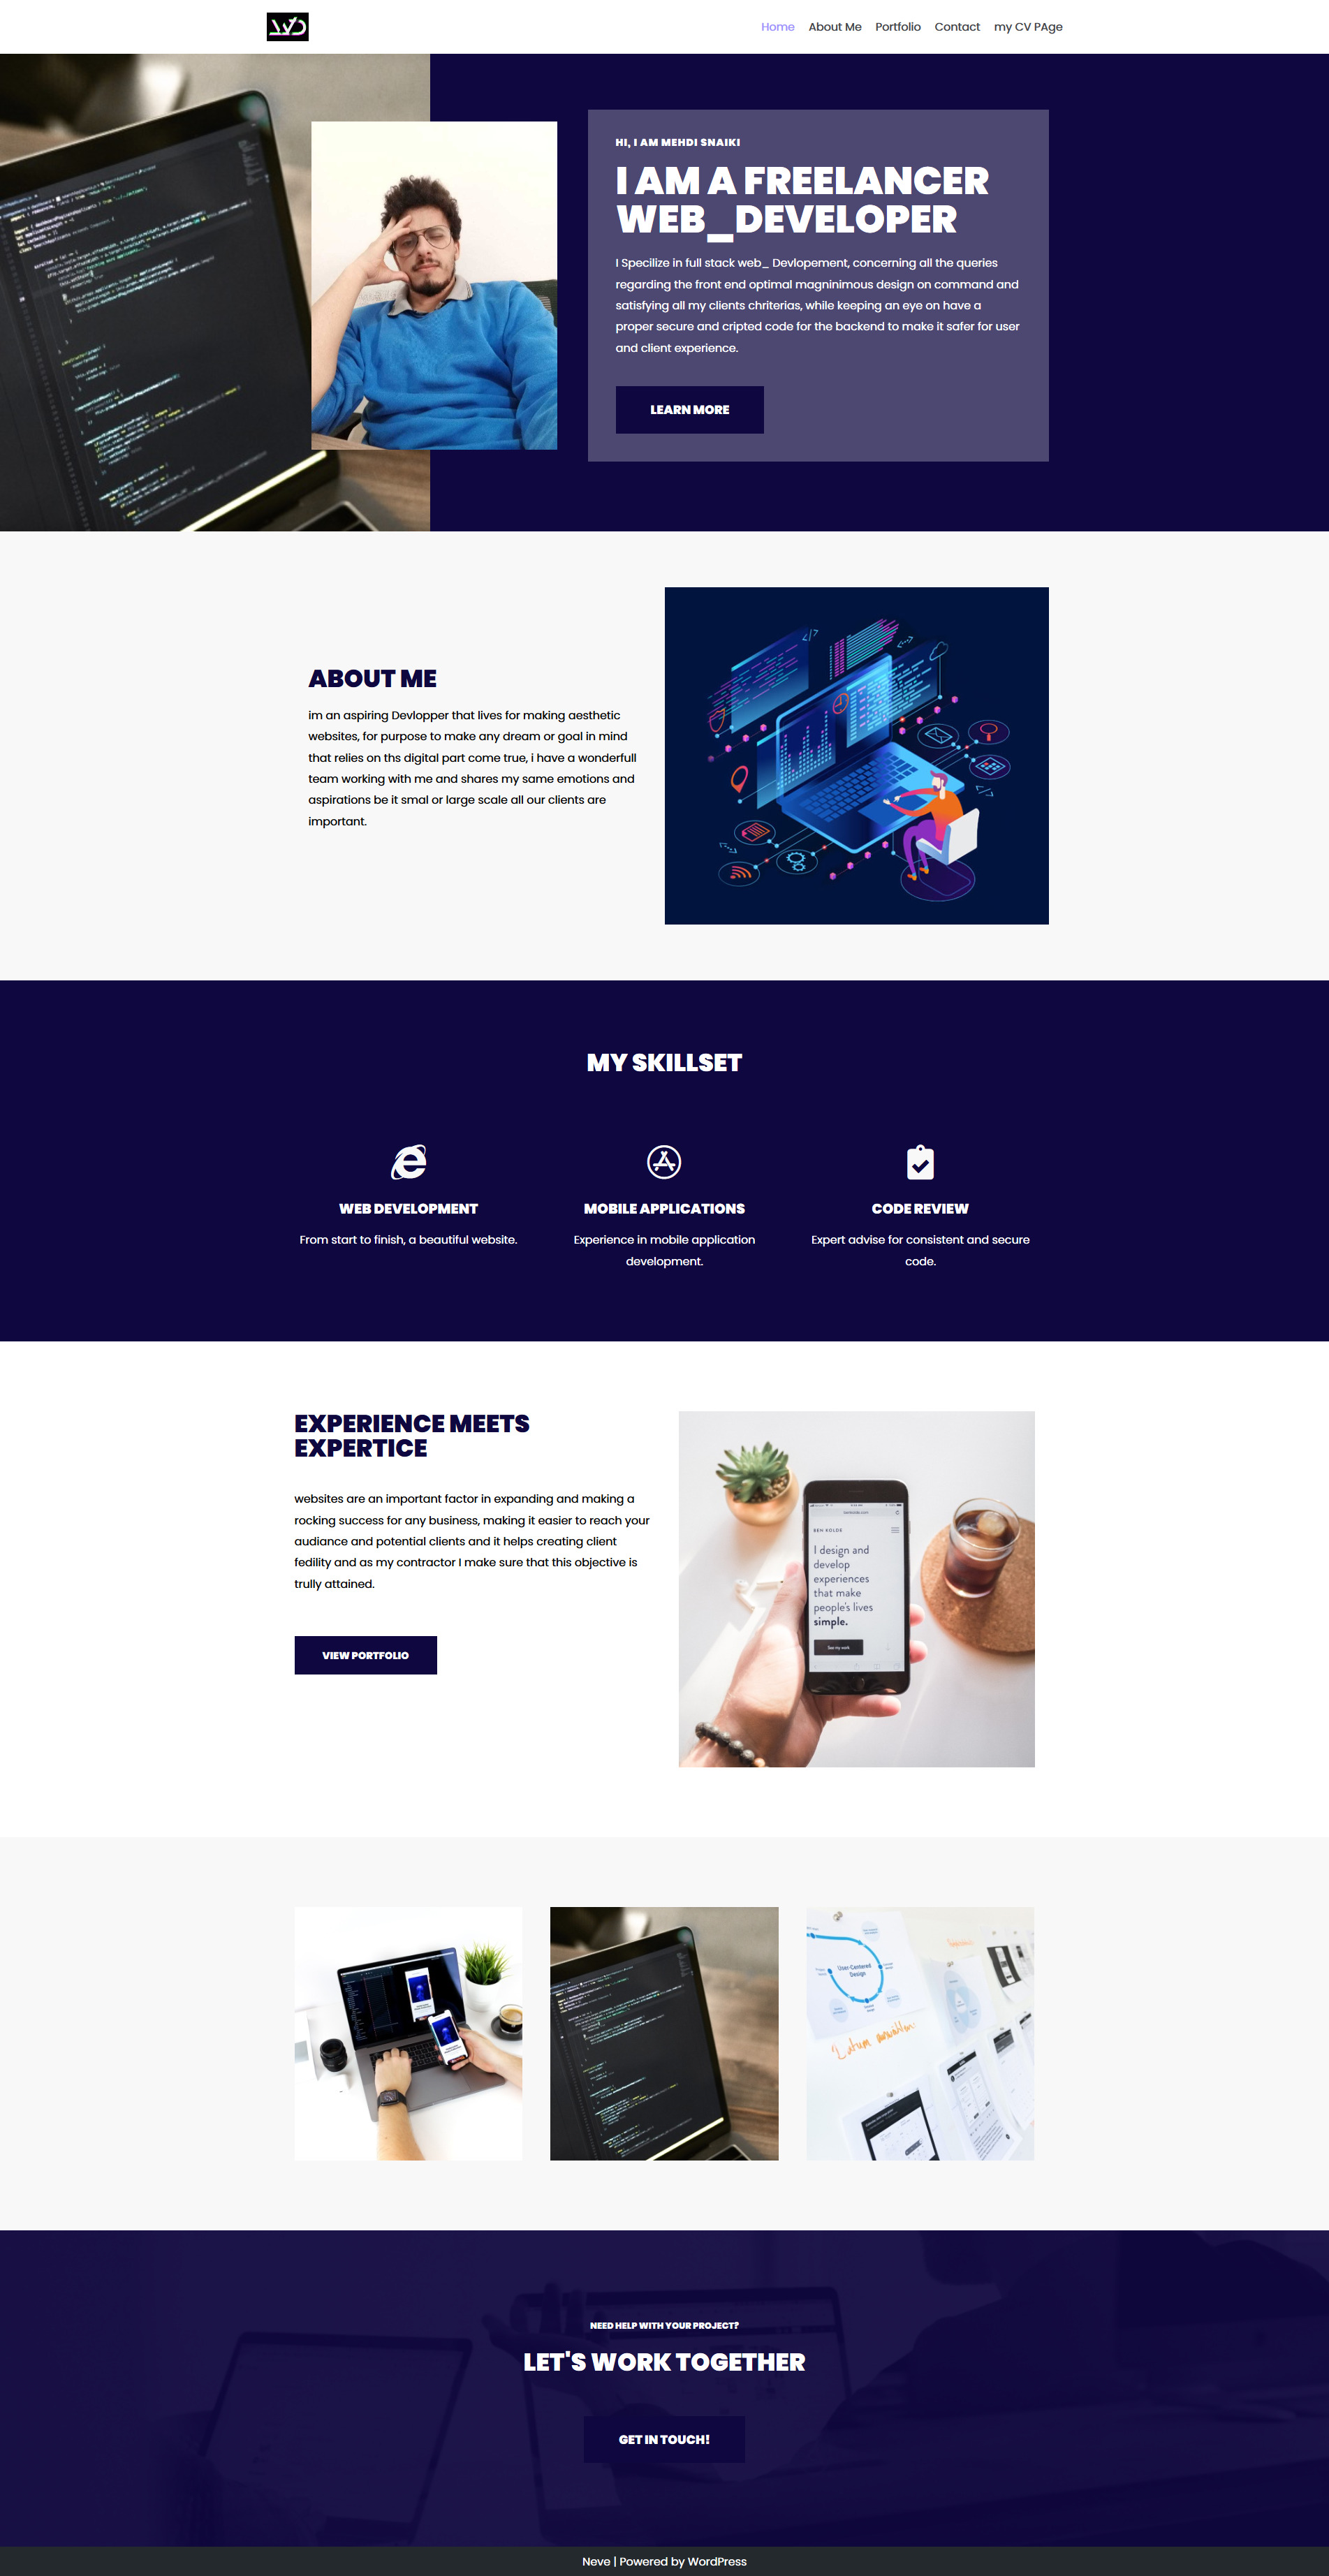 Home About Me Portfolio Contact my CV PAge
HI, I AM MEHDI SNAIKI
I AM A FREELANCER
WEB_DEVELOPER
I Specilize in full stack web_ Devlopement, concerning all the queries
regarding the front end optimal magninimous design on command and
satisfying all my clients chriterias, while keeping an eye on have a
proper secure and cripted code for the backend to make it safer for user
and client experience.
LEARN MORE
ABOUT ME
im an aspiring Devlopper that lives for making aesthetic
websites, for purpose to make any dream or goal in mind
that relies on ths digital part come true, i have a wonderfull
team working with me and shares my same emotions and
aspirations be it smal or large scale all our clients are
important.
MY SKILLSET
WEB DEVELOPMENT
From start to finish, a beautiful website.
MOBILE APPLICATIONS
Experience in mobile application
development.
CODE REVIEW
Expert advise for consistent and secure
code.
EXPERIENCE MEETS
EXPERTICE
websites are an important factor in expanding and making a
rocking success for any business, making it easier to reach your
audiance and potential clients and it helps creating client
fedility and as my contractor I make sure that this objective is
trully attained.
VIEW PORTFOLIO
BEN KOLDE
I design and
develop
experiences
that make
people's lives
simple.
See my work
User-Centered
Design
NEED HELP WITH YOUR PROJECT?
LET'S WORK TOGETHER
GET IN TOUCH!
Neve | Powered by WordPress